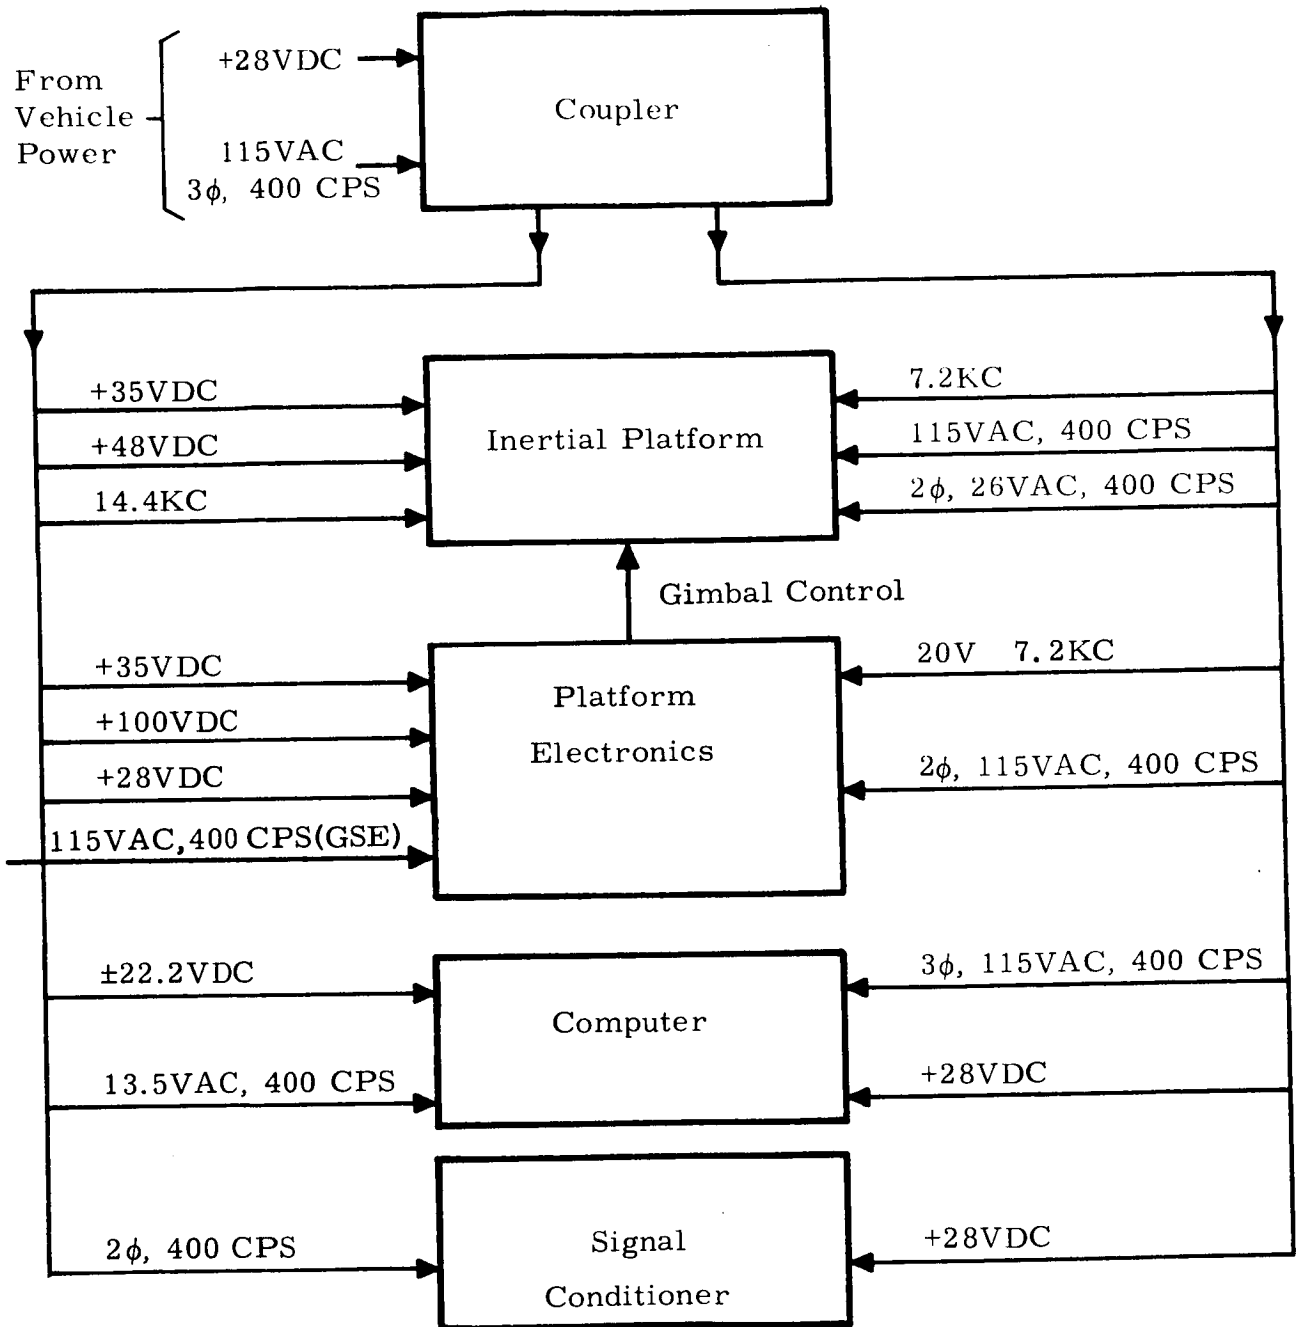 From
Vehicle
Power
+28VDC
115VAC
3ϕ, 400 CPS
Coupler
+35VDC
+48VDC
14.4KC
Inertial Platform
7.2KC
115VAC, 400 CPS
2ϕ, 26VAC, 400 CPS
Gimbal Control
+35VDC
+100VDC
+28VDC
115VAC, 400 CPS(GSE)
Platform
Electronics
20V 7.2KC
2ϕ, 115VAC, 400 CPS
±22.2VDC
13.5VAC, 400 CPS
Computer
3ϕ, 115VAC, 400 CPS
+28VDC
2ϕ, 400 CPS
Signal
Conditioner
+28VDC